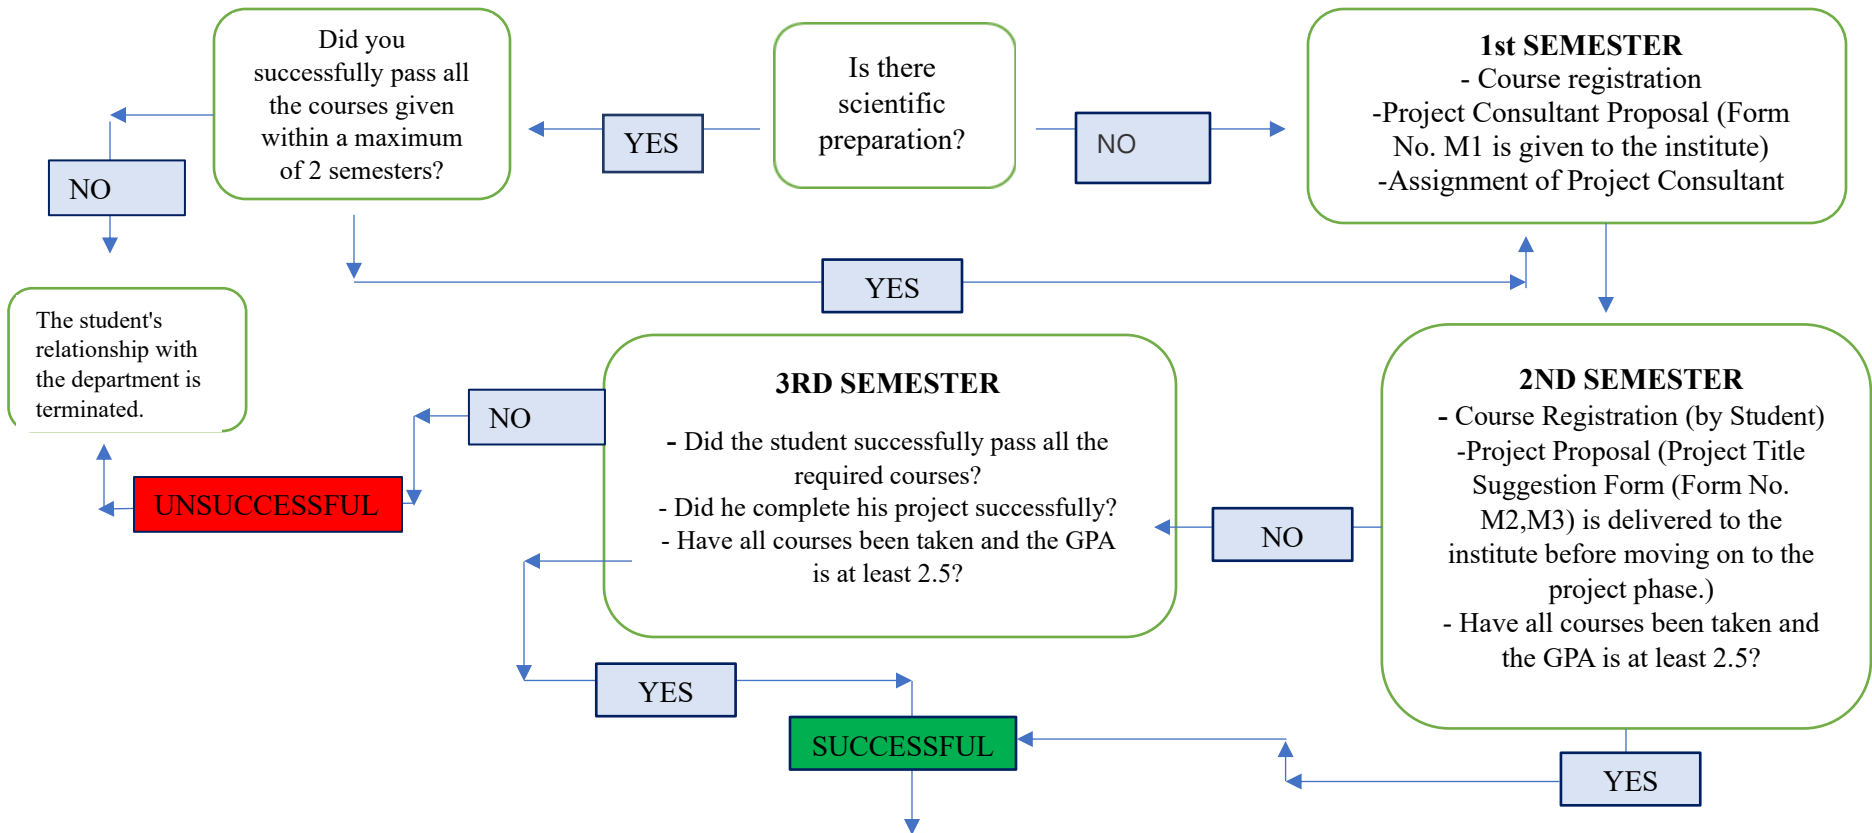 Did you
successfully pass all
the courses given
within a maximum
of 2 semesters?
YES
Is there
scientific
preparation?
NO
1st SEMESTER
- Course registration
-Project Consultant Proposal (Form
No. M1 is given to the institute)
-Assignment of Project Consultant
NO
YES
The student's
relationship with
the department is
terminated.
NO
UNSUCCESSFUL
3RD SEMESTER
- Did the student successfully pass all the
required courses?
- Did he complete his project successfully?
- Have all courses been taken and the GPA
is at least 2.5?
NO
2ND SEMESTER
- Course Registration (by Student)
-Project Proposal (Project Title
Suggestion Form (Form No.
M2,M3) is delivered to the
institute before moving on to the
project phase.)
- Have all courses been taken and
the GPA is at least 2.5?
YES
SUCCESSFUL
YES